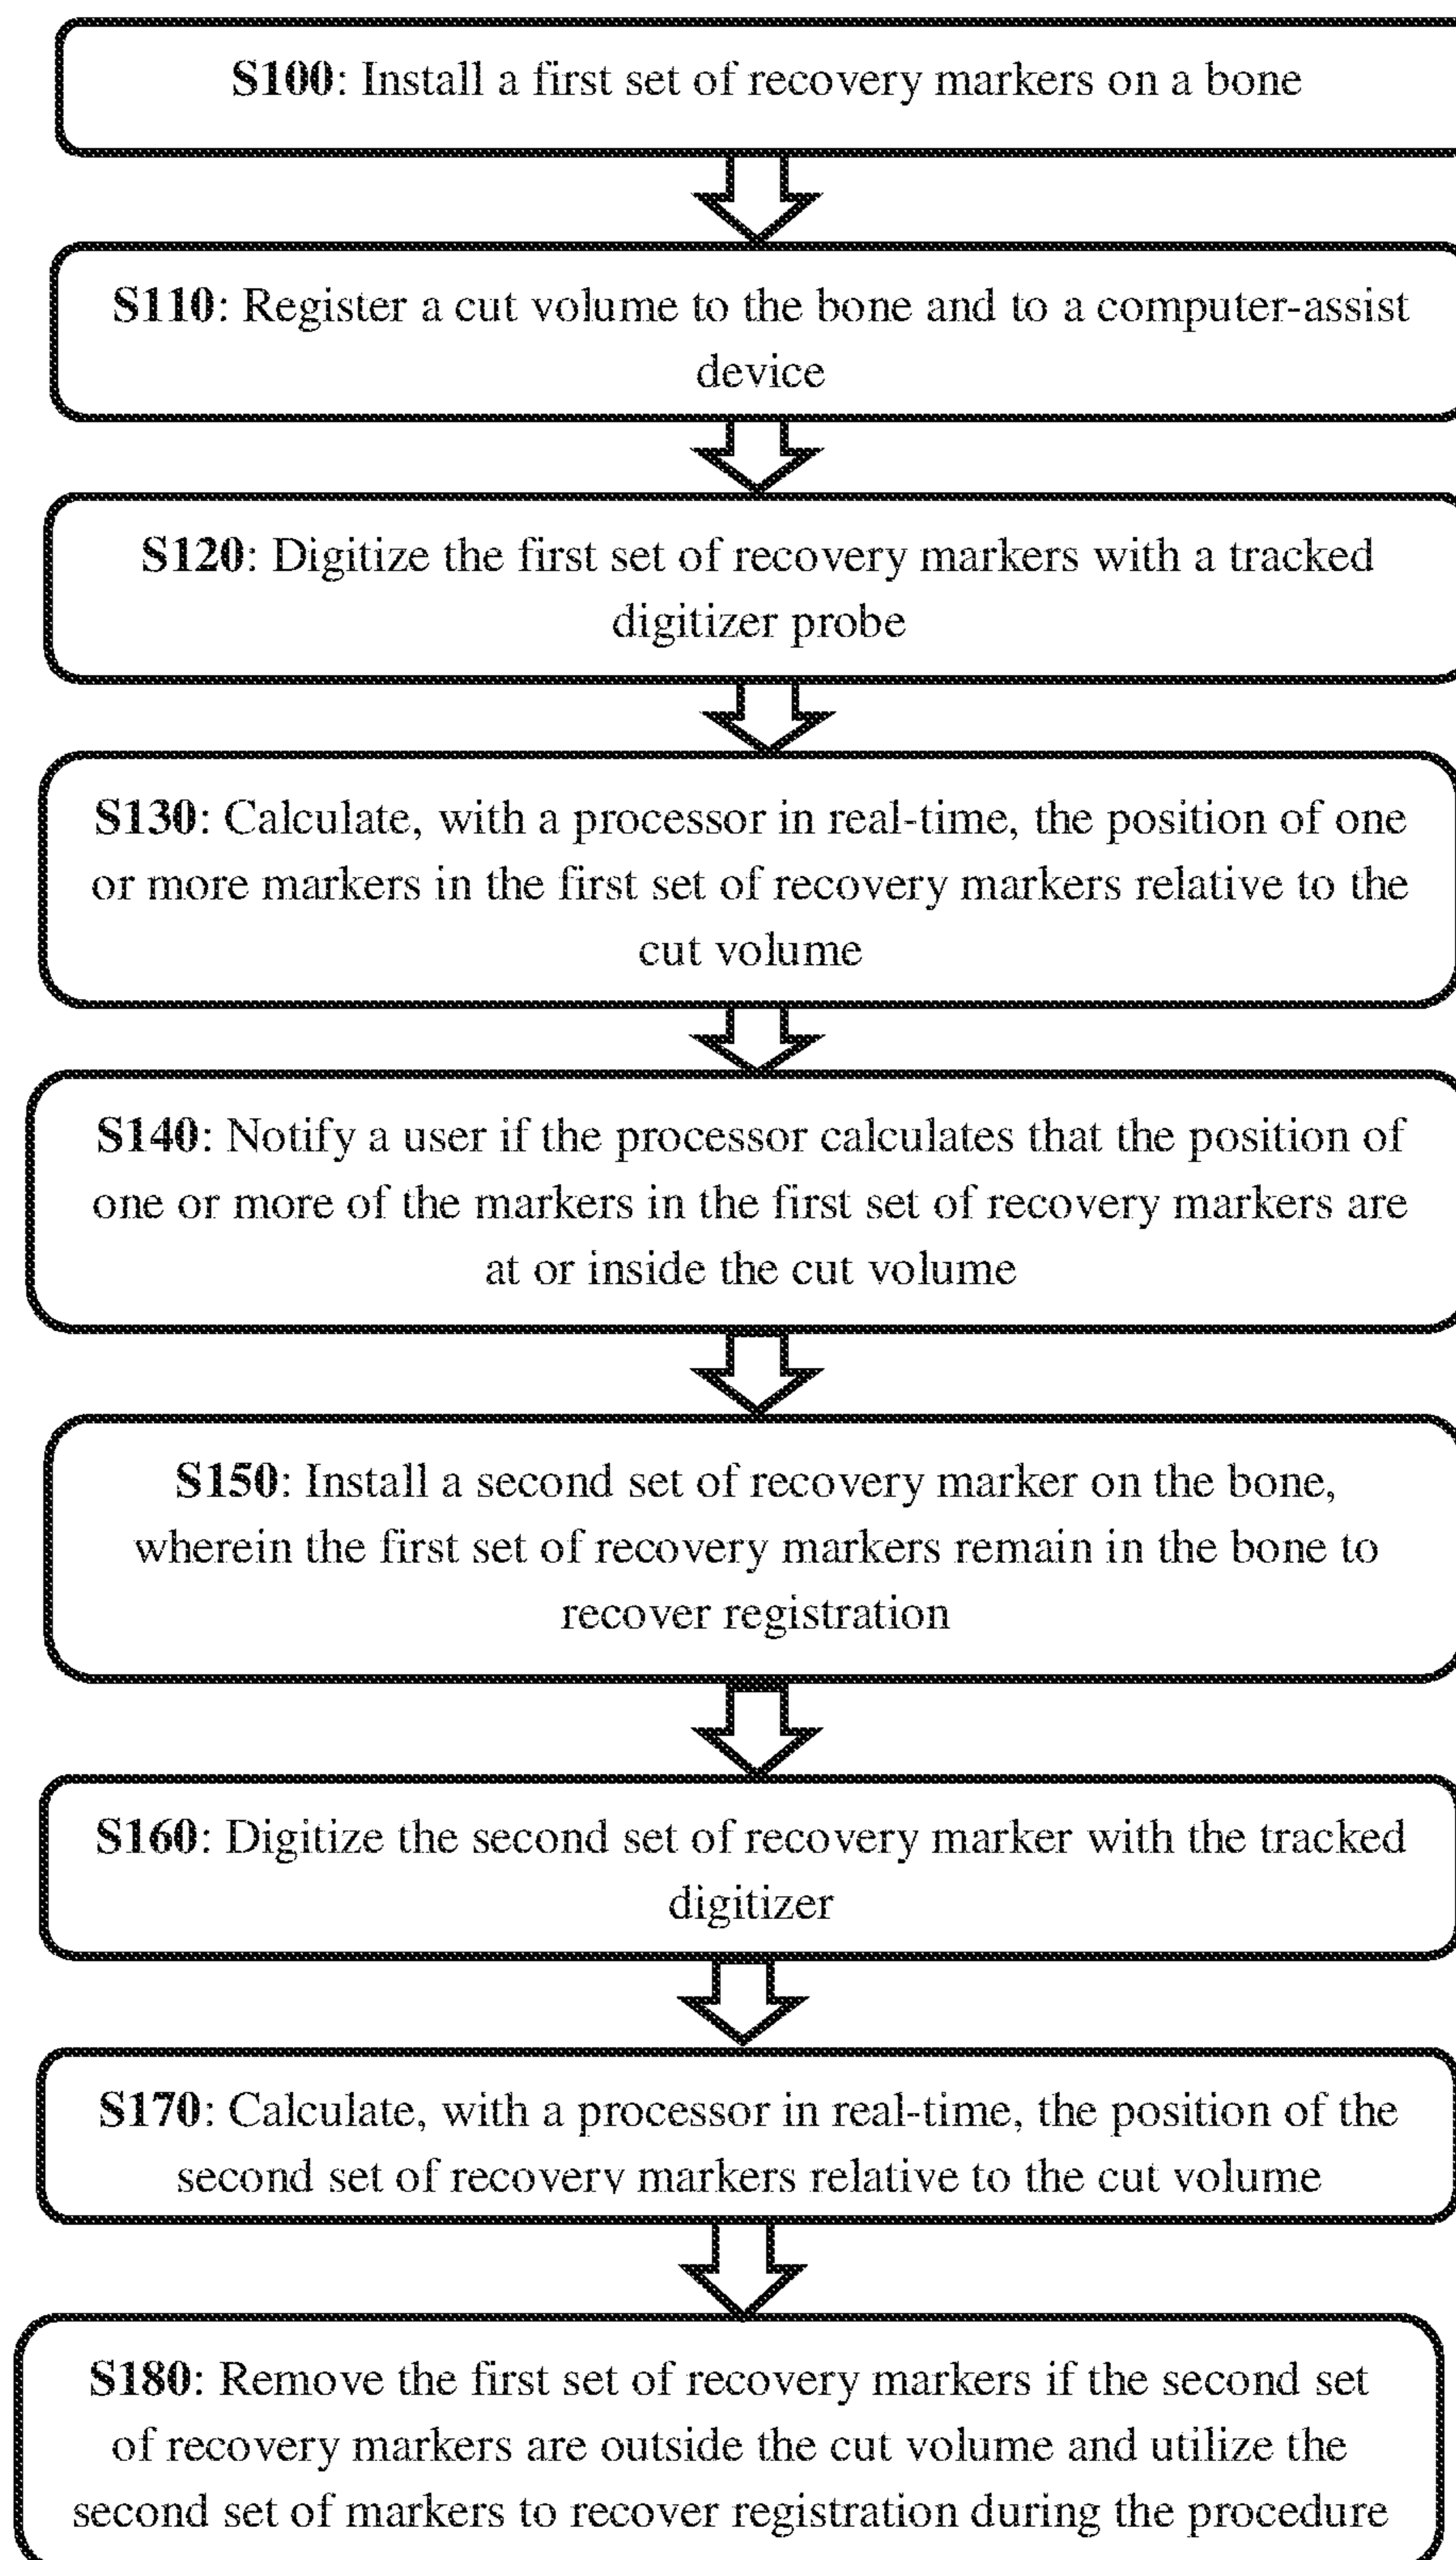 S100: Install a first set of recovery markers on a bone
S110: Register a cut volume to the bone and to a computer-assist
device
S120: Digitize the first set of recovery markers with a tracked
digitizer probe
S130: Calculate, with a processor in real-time, the position of one
or more markers in the first set of recovery markers relative to the
cut volume
S140: Notify a user if the processor calculates that the position of
one or more of the markers in the first set of recovery markers are
at or inside the cut volume
S150: Install a second set of recovery marker on the bone,
wherein the first set of recovery markers remain in the bone to
recover registration
S160: Digitize the second set of recovery marker with the tracked
digitizer
S170: Calculate, with a processor in real-time, the position of the
second set of recovery markers relative to the cut volume
S180: Remove the first set of recovery markers if the second set
of recovery markers are outside the cut volume and utilize the
second set of markers to recover registration during the procedure